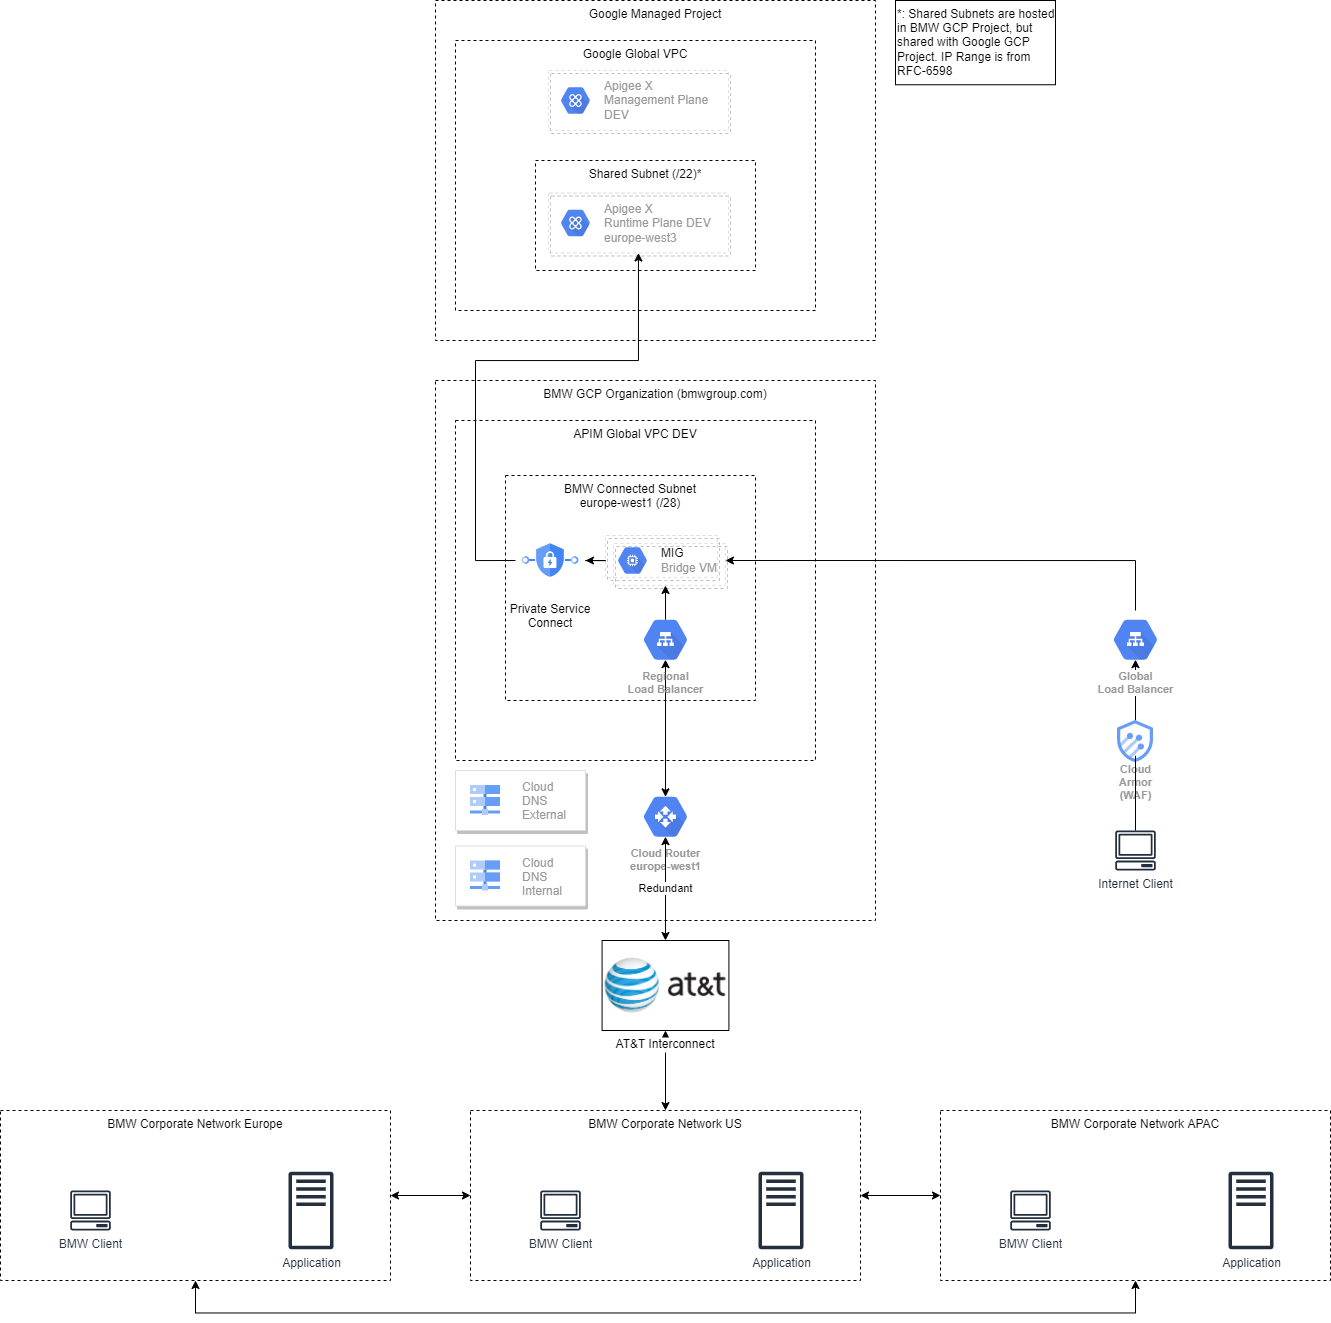 Google Managed Project
*: Shared Subnets are hosted
in BMW GCP Project, but
shared with Google GCP
Project. IP Range is from
RFC-6598
Google Global VPC
Apigee X
Management Plane
DEV
Shared Subnet (/22)*
Apigee X
Runtime Plane DEV
europe-west3
BMW GCP Organization (bmwgroup.com)
APIM Global VPC DEV
BMW Connected Subnet
europe-west1 (/28)
MIG
Bridge VM
Private Service
Connect
Regional
Load Balancer
Global
Load Balancer
Cloud
Armor
(WAF)
Internet Client
Cloud
DNS
External
Cloud
DNS
Internal
Cloud Router
europe-west1
Redundant
at&t
AT&T Interconnect
BMW Corporate Network Europe
BMW Client
Application
BMW Corporate Network US
BMW Client
Application
BMW Corporate Network APAC
BMW Client
Application